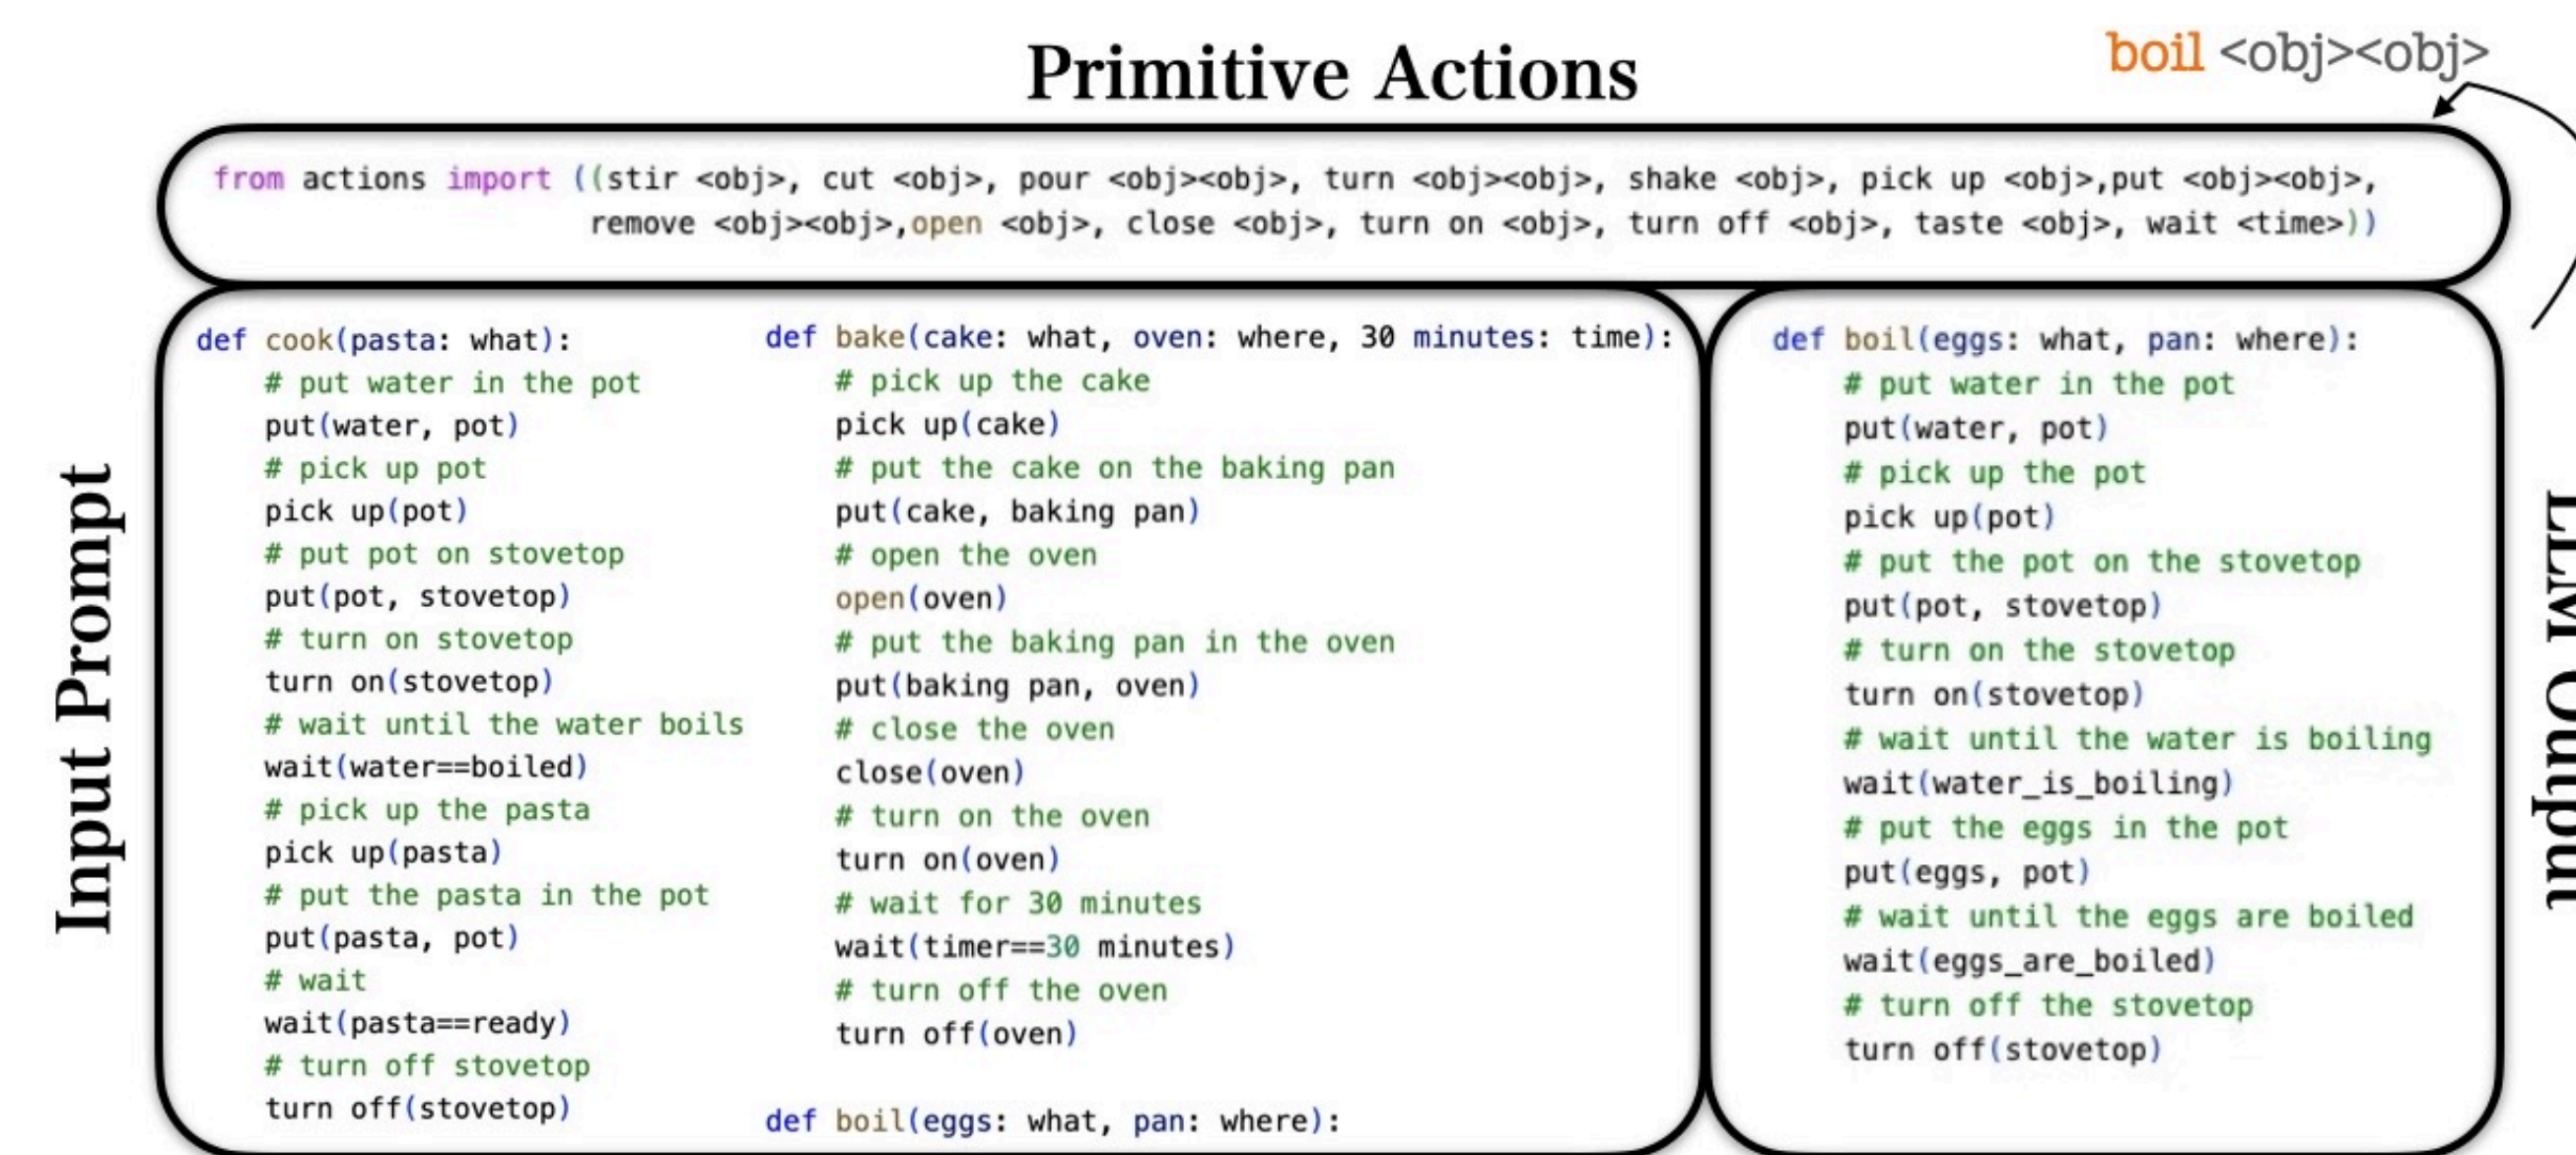 Primitive Actions
boil <obj><obj>
from actions import ((stir <obj>, cut <obj>, pour <obj><obj>, turn <obj><obj>, shake <obj>, pick up <obj>,put <obj><obj>,
remove <obj><obj>,open <obj>, close <obj>, turn on <obj>, turn off <obj>, taste <obj>, wait <time>))
Input Prompt
def cook(pasta: what):
# put water in the pot
put(water, pot)
# pick up pot
pick up(pot)
# put pot on stovetop
put(pot, stovetop)
# turn on stovetop
turn on(stovetop)
# wait until the water boils
wait(water==boiled)
# pick up the pasta
pick up(pasta)
# put the pasta in the pot
put(pasta, pot)
# wait
wait(pasta==ready)
# turn off stovetop
turn off(stovetop)
def bake(cake: what, oven: where, 30 minutes: time):
# pick up the cake
pick up(cake)
# put the cake on the baking pan
put(cake, baking pan)
# open the oven
open(oven)
# put the baking pan in the oven
put(baking pan, oven)
# close the oven
close(oven)
# turn on the oven
turn on(oven)
# wait for 30 minutes
wait(timer==30 minutes)
# turn off the oven
turn off(oven)
def boil(eggs: what, pan: where):
def boil(eggs: what, pan: where):
# put water in the pot
put(water, pot)
# pick up the pot
pick up(pot)
# put the pot on the stovetop
put(pot, stovetop)
# turn on the stovetop
turn on(stovetop)
# wait until the water is boiling
wait(water_is_boiling)
# put the eggs in the pot
put(eggs, pot)
# wait until the eggs are boiled
wait(eggs_are_boiled)
# turn off the stovetop
turn off(stovetop)
LLM Output